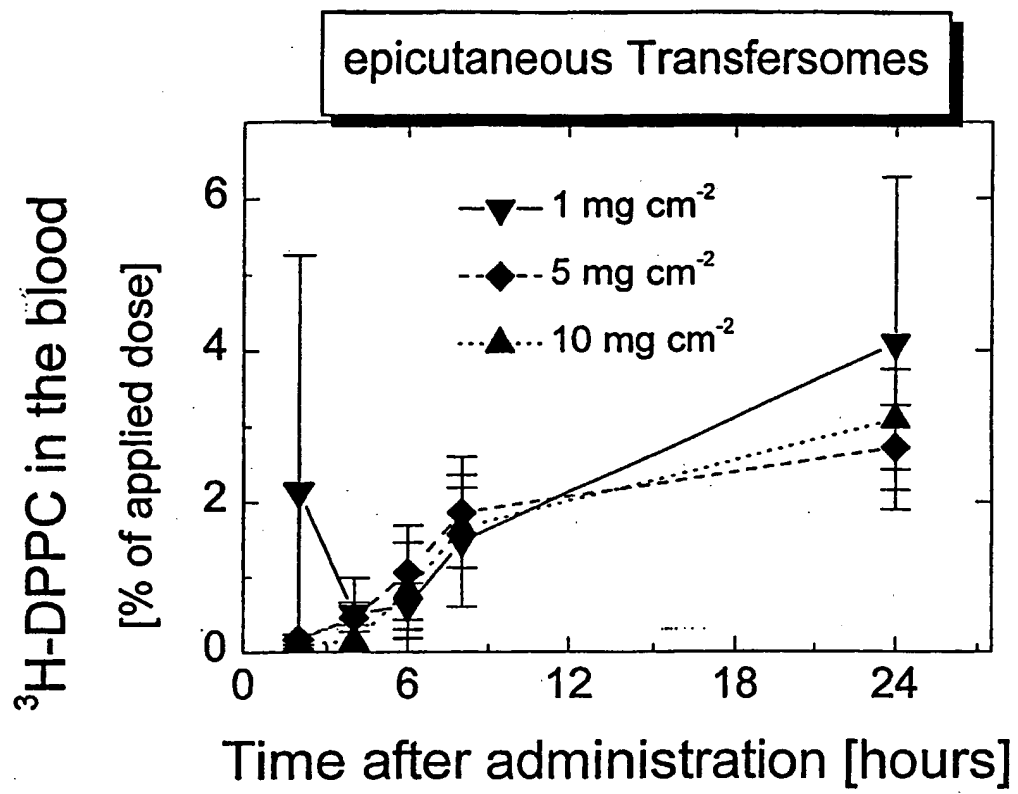 epicutaneous Transfersomes
³H-DPPC in the blood
[% of applied dose]
6
4
2
0
1 mg cm⁻²
5 mg cm⁻²
10 mg cm⁻²
0 6 12 18 24
Time after administration [hours]